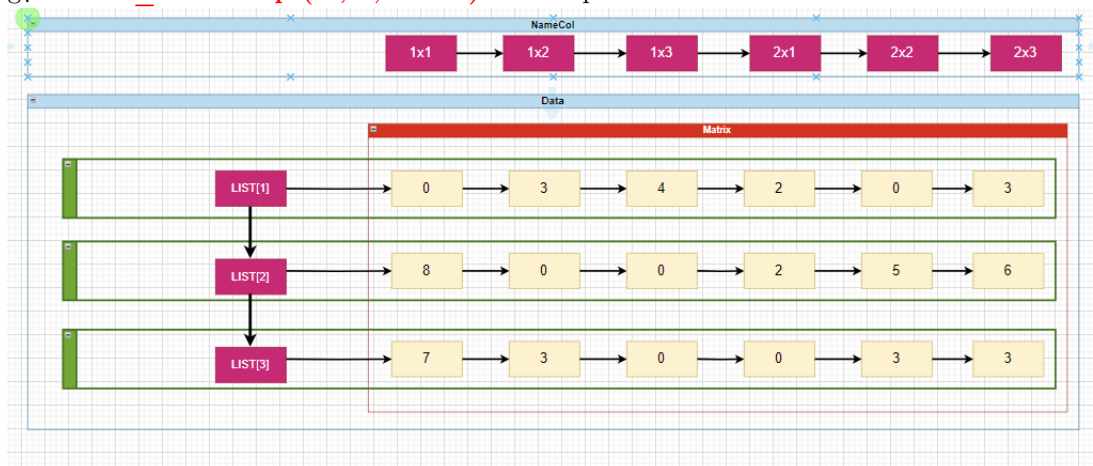 NameCol
1x1 1x2 1x3 2x1 2x2 2x3
Data
Matrix
LIST[1] 0 3 4 2 0 3
LIST[2] 8 0 0 2 5 6
LIST[3] 7 3 0 0 3 3